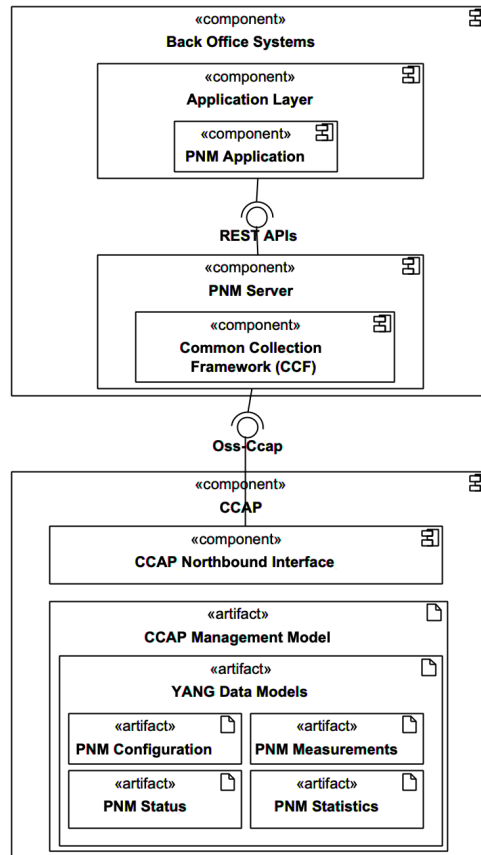 «component»
Back Office Systems
«component»
Application Layer
«component»
PNM Application
REST APIs
«component»
PNM Server
«component»
Common Collection
Framework (CCF)
Oss-Ccap
«component»
CCAP
«component»
CCAP Northbound Interface
«artifact»
CCAP Management Model
«artifact»
YANG Data Models
«artifact»
PNM Configuration
«artifact»
PNM Measurements
«artifact»
PNM Status
«artifact»
PNM Statistics